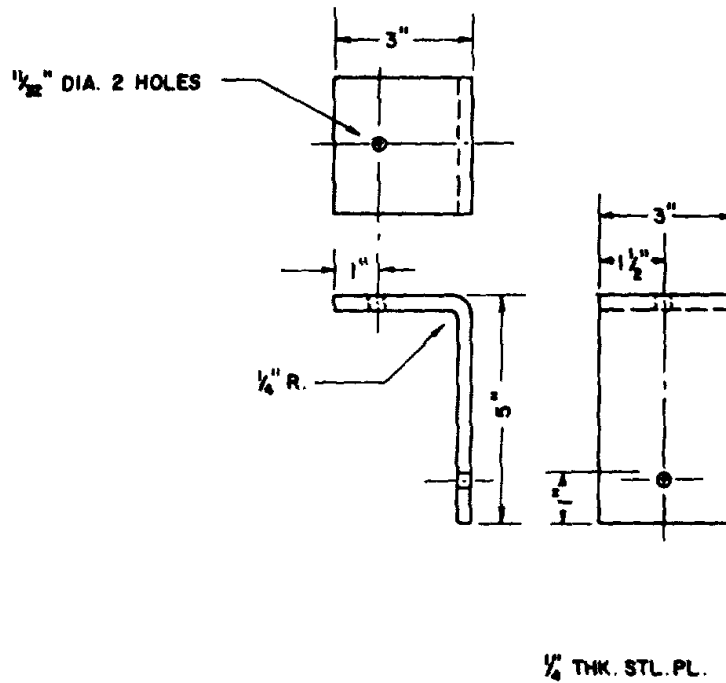 3"
11/32" DIA. 2 HOLES
3"
1"
1 1/2"
1/4" R.
5"
1"
1/4" THK. STL. PL.